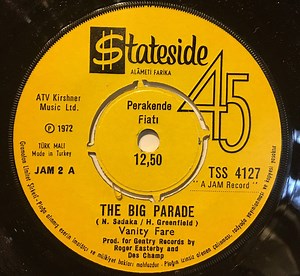 $tateside
ALÂMETİ FARİKA
45
ATV Kirshner
Music Ltd.
℗ 1972
TÜRK MALI
Made in Turkey
JAM 2 A
Perakende
Fiatı
12,50
TSS 4127
"A JAM Record"
THE BIG PARADE
( N. Sadaka / H. Greenfield )
Vanity Fare
Prod. for Gentry Records by
Roger Easterby and
Des Champ